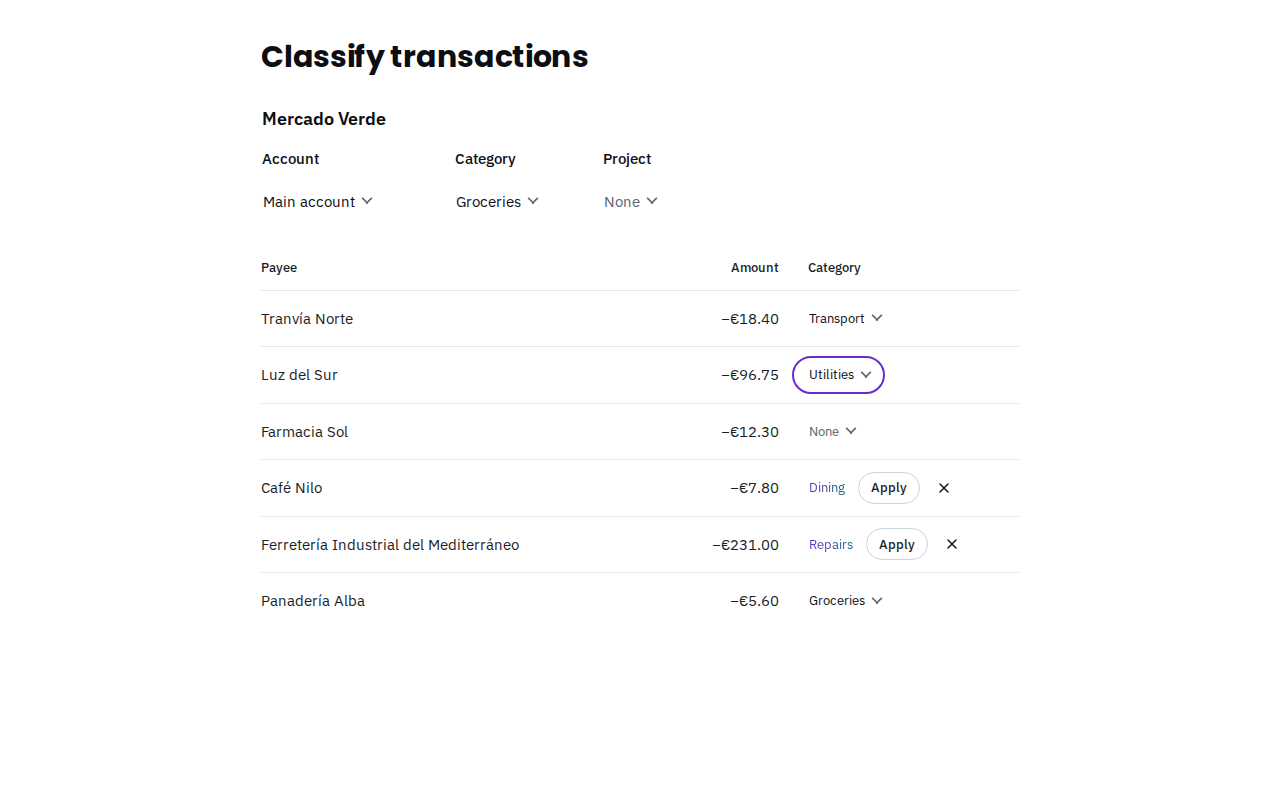 Classify transactions
Mercado Verde
Account Category Project
Main account Groceries None
Payee Amount Category
Tranvía Norte −€18.40 Transport
Luz del Sur −€96.75 Utilities
Farmacia Sol −€12.30 None
Café Nilo −€7.80 Dining Apply
Ferretería Industrial del Mediterráneo −€231.00 Repairs Apply
Panadería Alba −€5.60 Groceries